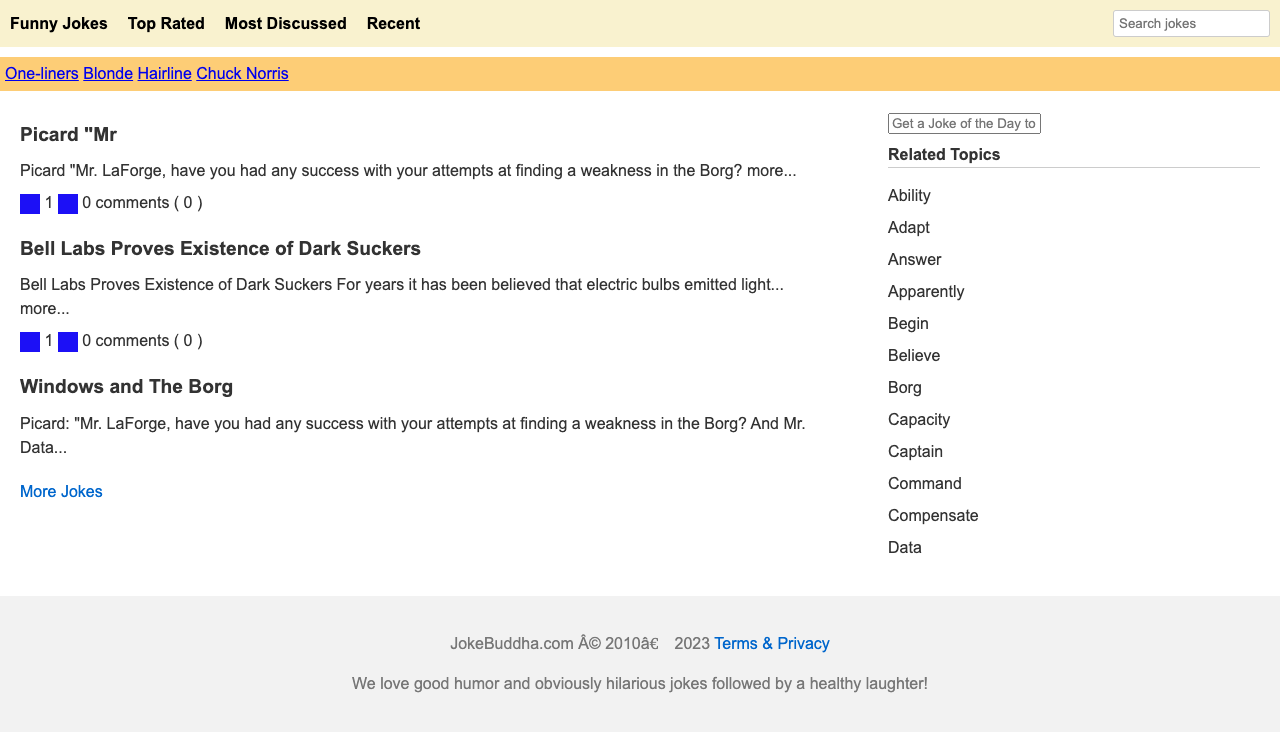 Funny Jokes Top Rated Most Discussed Recent Search jokes
One-liners Blonde Hairline Chuck Norris
Picard "Mr
Picard "Mr. LaForge, have you had any success with your attempts at finding a weakness in the Borg? more...
1 0 comments ( 0 )
Bell Labs Proves Existence of Dark Suckers
Bell Labs Proves Existence of Dark Suckers For years it has been believed that electric bulbs emitted light...
more...
1 0 comments ( 0 )
Windows and The Borg
Picard: "Mr. LaForge, have you had any success with your attempts at finding a weakness in the Borg? And Mr.
Data...
More Jokes
Get a Joke of the Day to
Related Topics
Ability
Adapt
Answer
Apparently
Begin
Believe
Borg
Capacity
Captain
Command
Compensate
Data
JokeBuddha.com Â© 2010â€ 2023 Terms & Privacy
We love good humor and obviously hilarious jokes followed by a healthy laughter!